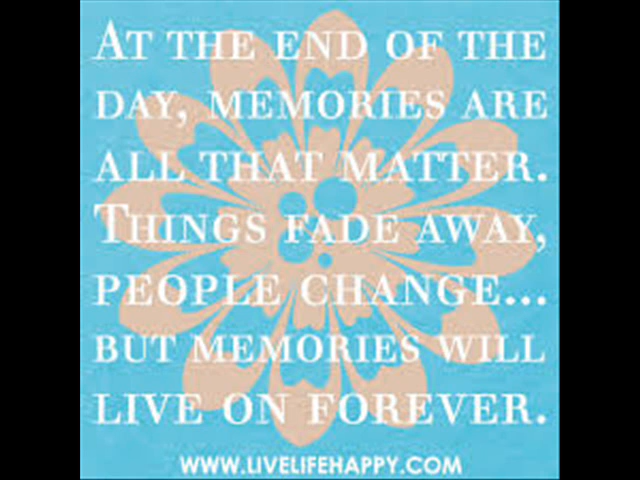 At the end of the
day, memories are
all that matter.
Things fade away,
people change...
but memories will
live on forever.
www.livelifehappy.com